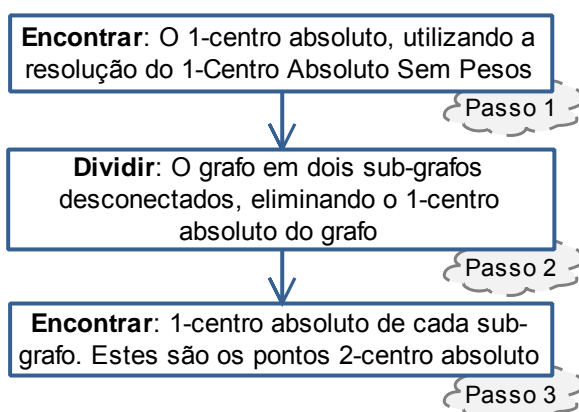 Encontrar: O 1-centro absoluto, utilizando a
resolução do 1-Centro Absoluto Sem Pesos
Passo 1
Dividir: O grafo em dois sub-grafos
desconectados, eliminando o 1-centro
absoluto do grafo
Passo 2
Encontrar: 1-centro absoluto de cada sub-
grafo. Estes são os pontos 2-centro absoluto
Passo 3